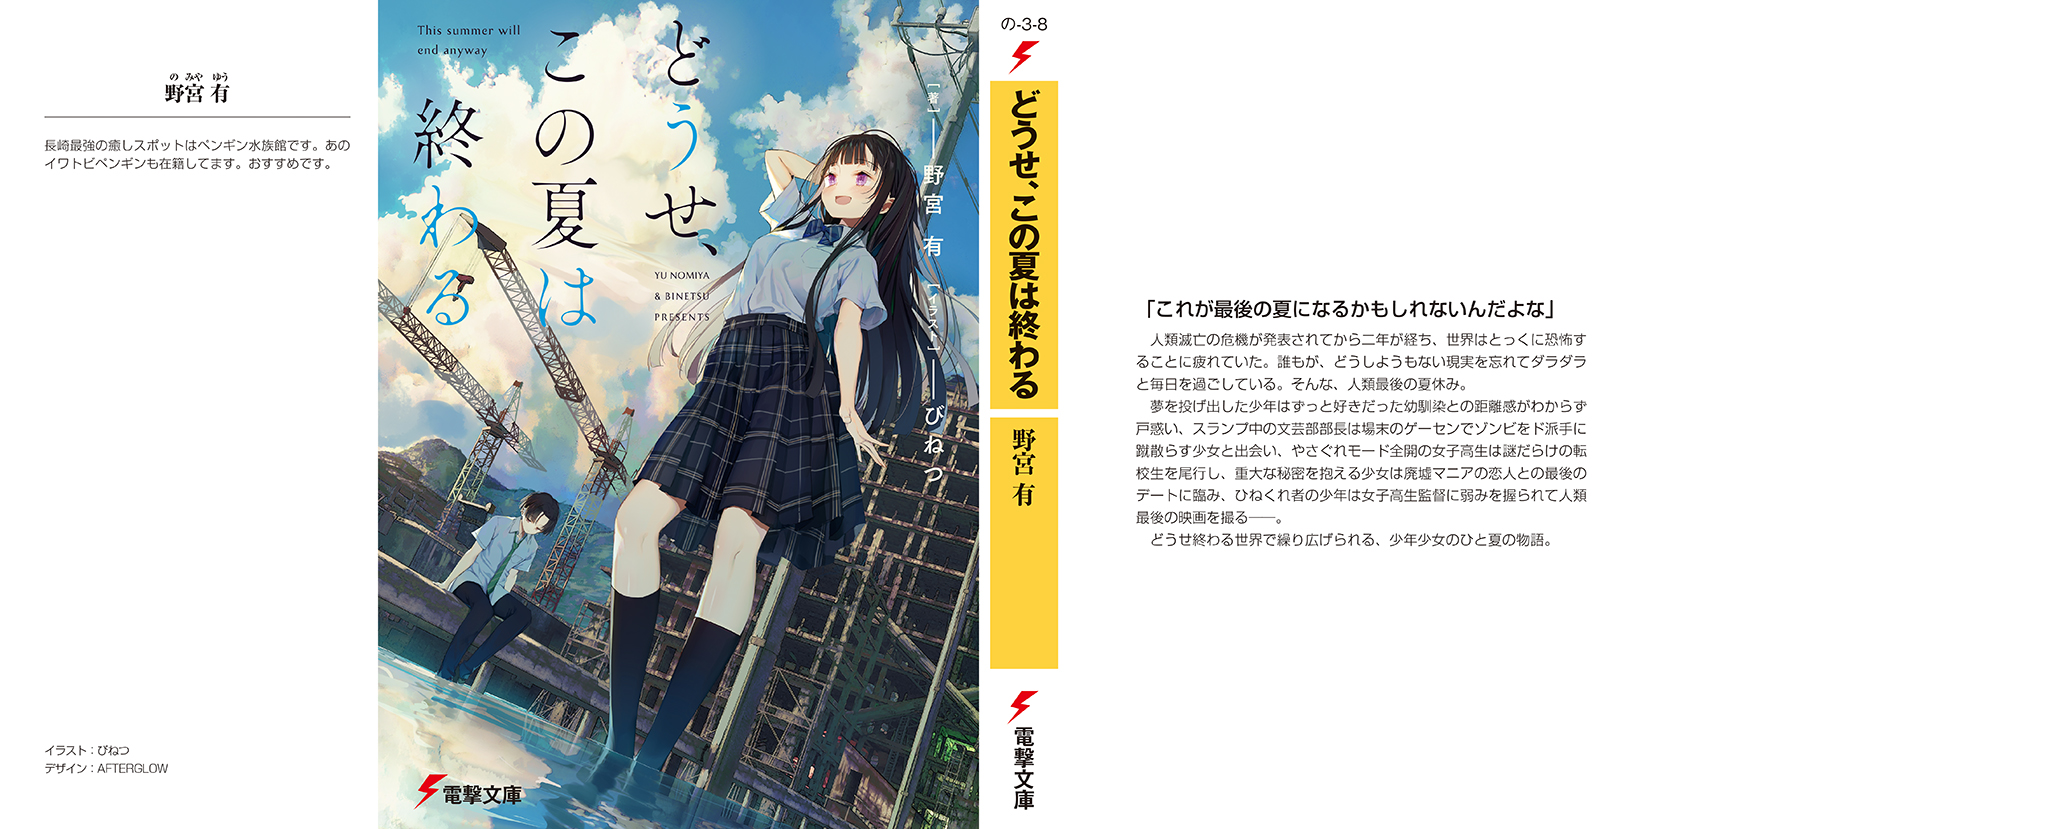 の みや ゆう
野宮 有
長崎最強の癒しスポットはペンギン水族館です。あの
イワトビペンギンも在籍してます。おすすめです。
イラスト：びねつ
デザイン：AFTERGLOW
This summer will
end anyway
どうせ、
この夏は
終わる
YU NOMIYA
& BINETSU
PRESENTS
［著］――野宮 有 ［イラスト］――びねつ
電撃文庫
の-3-8
どうせ、この夏は終わる
野宮 有
電撃文庫
「これが最後の夏になるかもしれないんだよな」
人類滅亡の危機が発表されてから二年が経ち、世界はとっくに恐怖す
ることに疲れていた。誰もが、どうしようもない現実を忘れてダラダラ
と毎日を過ごしている。そんな、人類最後の夏休み。
夢を投げ出した少年はずっと好きだった幼馴染との距離感がわからず
戸惑い、スランプ中の文芸部部長は場末のゲーセンでゾンビをド派手に
蹴散らす少女と出会い、やさぐれモード全開の女子高生は謎だらけの転
校生を尾行し、重大な秘密を抱える少女は廃墟マニアの恋人との最後の
デートに臨み、ひねくれ者の少年は女子高生監督に弱みを握られて人類
最後の映画を撮る――。
どうせ終わる世界で繰り広げられる、少年少女のひと夏の物語。